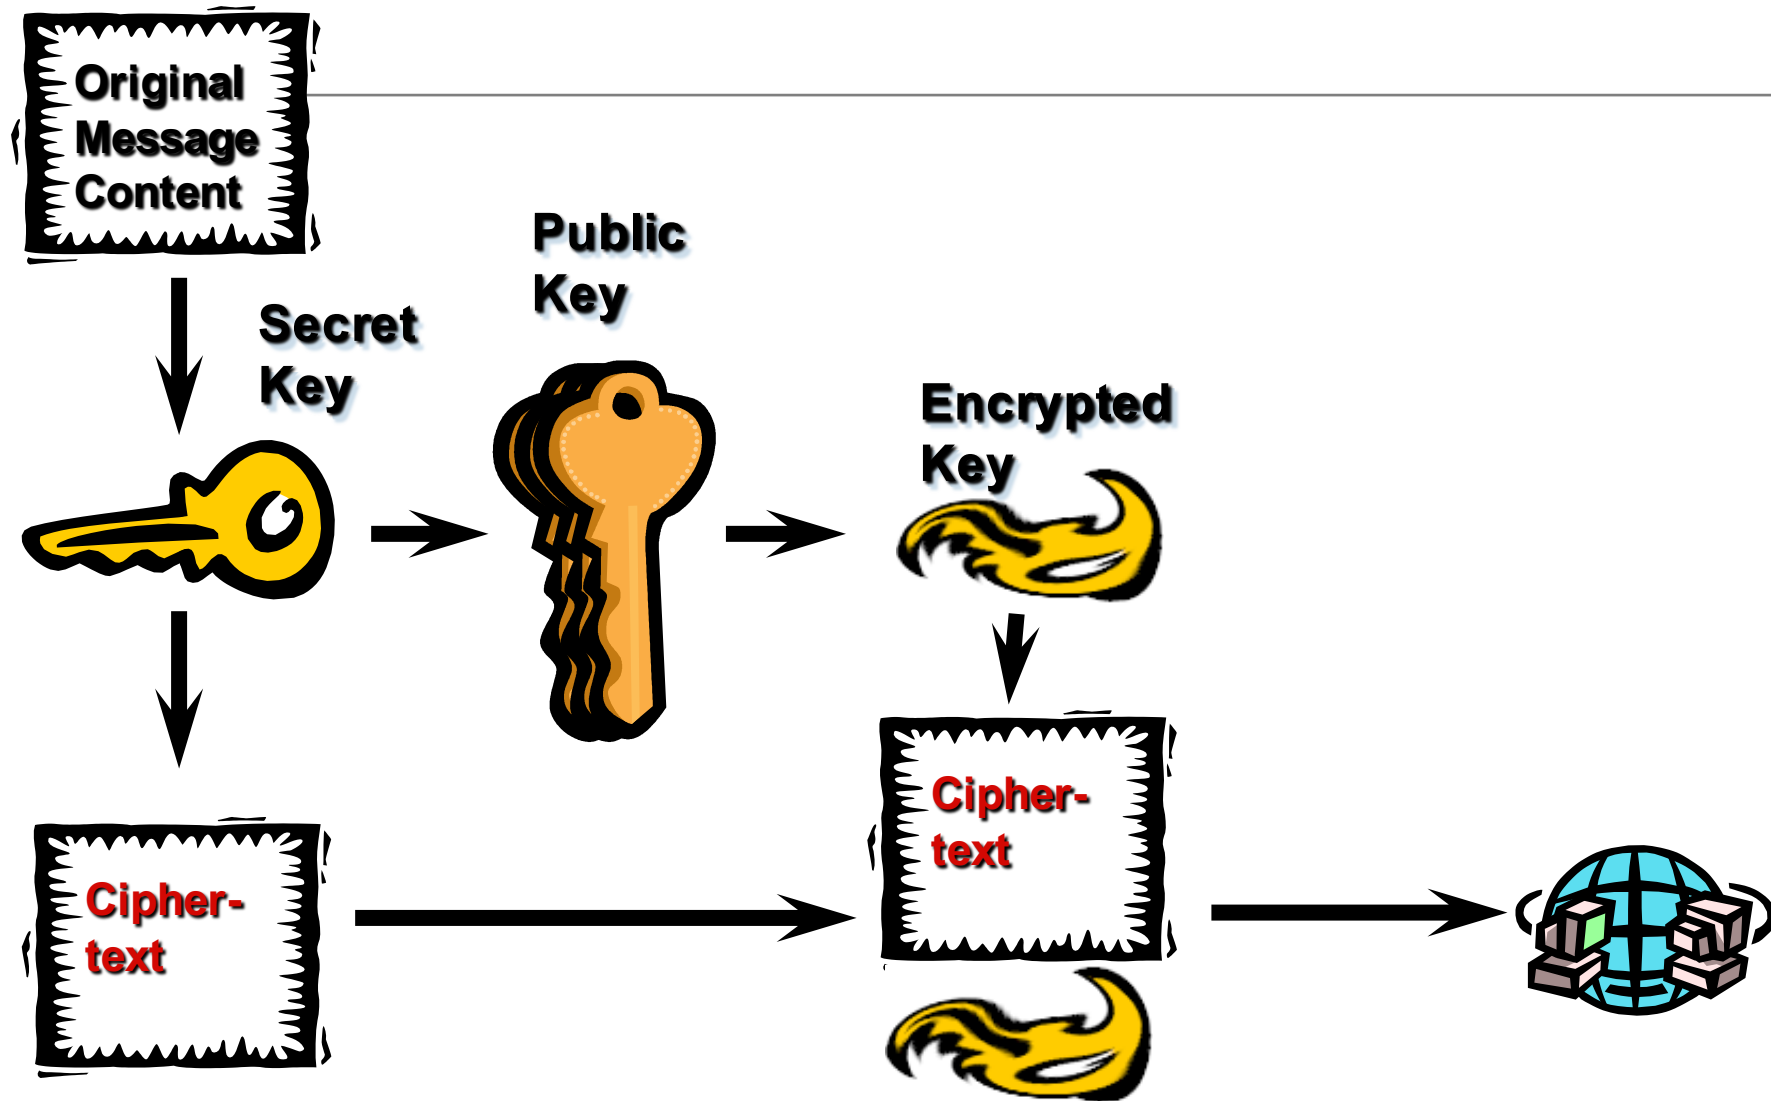 Original
Message
Content
Public
Key
Secret
Key
Encrypted
Key
Cipher-
text
Cipher-
text